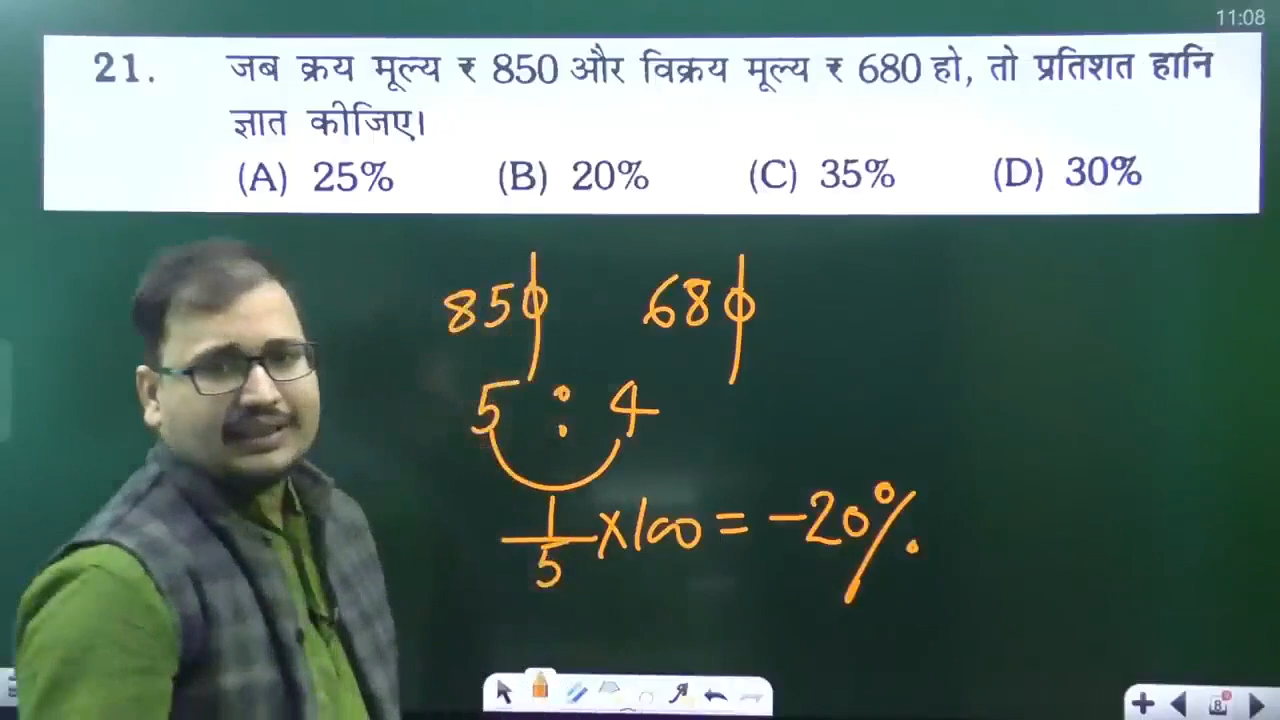 11:08
21. जब क्रय मूल्य ₹ 850 और विक्रय मूल्य ₹ 680 हो, तो प्रतिशत हानि
ज्ञात कीजिए।
(A) 25% (B) 20% (C) 35% (D) 30%
850 680
5 : 4
1/5 × 100 = -20%
8